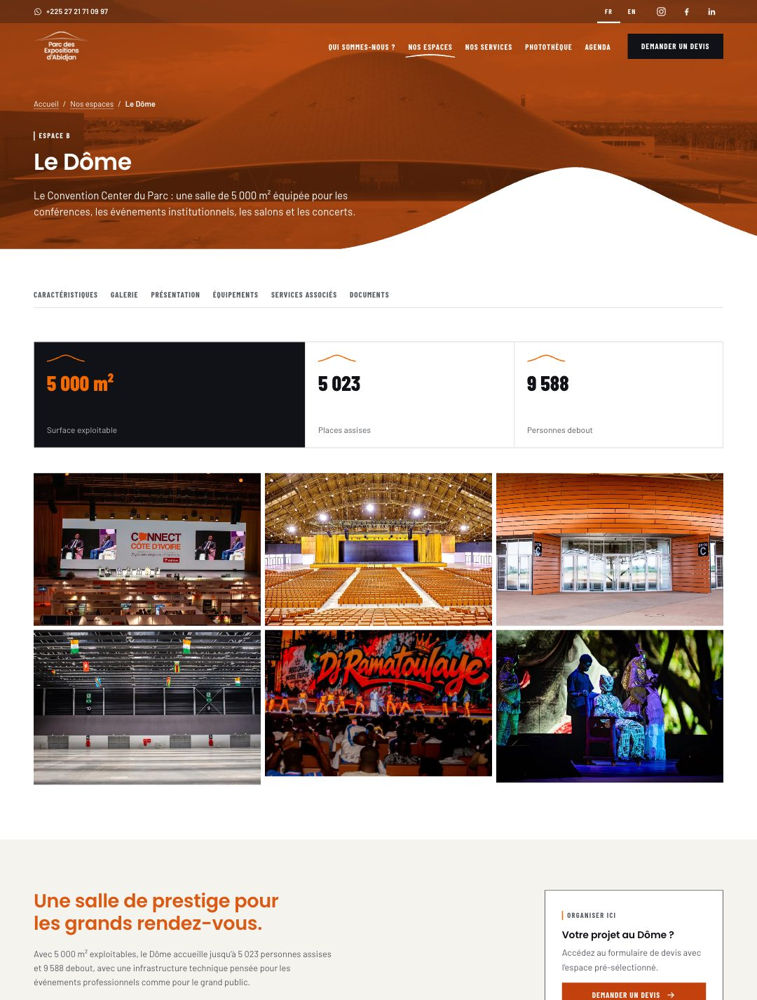 +225 27 21 71 09 97
FR EN
Parc des
Expositions
d'Abidjan
QUI SOMMES-NOUS ? NOS ESPACES NOS SERVICES PHOTOTHÈQUE AGENDA DEMANDER UN DEVIS
Accueil / Nos espaces / Le Dôme
ESPACE B
Le Dôme
Le Convention Center du Parc : une salle de 5 000 m² équipée pour les
conférences, les événements institutionnels, les salons et les concerts.
CARACTÉRISTIQUES GALERIE PRÉSENTATION ÉQUIPEMENTS SERVICES ASSOCIÉS DOCUMENTS
5 000 m²
Surface exploitable
5 023
Places assises
9 588
Personnes debout
CONNECT
CÔTE D'IVOIRE
porte
C
porte
C
10
9
ABIDJAN
NOTRE FIERTÉ
Dj Ramatoulaye
Une salle de prestige pour
les grands rendez-vous.
Avec 5 000 m² exploitables, le Dôme accueille jusqu'à 5 023 personnes assises
et 9 588 debout, avec une infrastructure technique pensée pour les
événements professionnels comme pour le grand public.
ORGANISER ICI
Votre projet au Dôme ?
Accédez au formulaire de devis avec
l'espace pré-sélectionné.
DEMANDER UN DEVIS